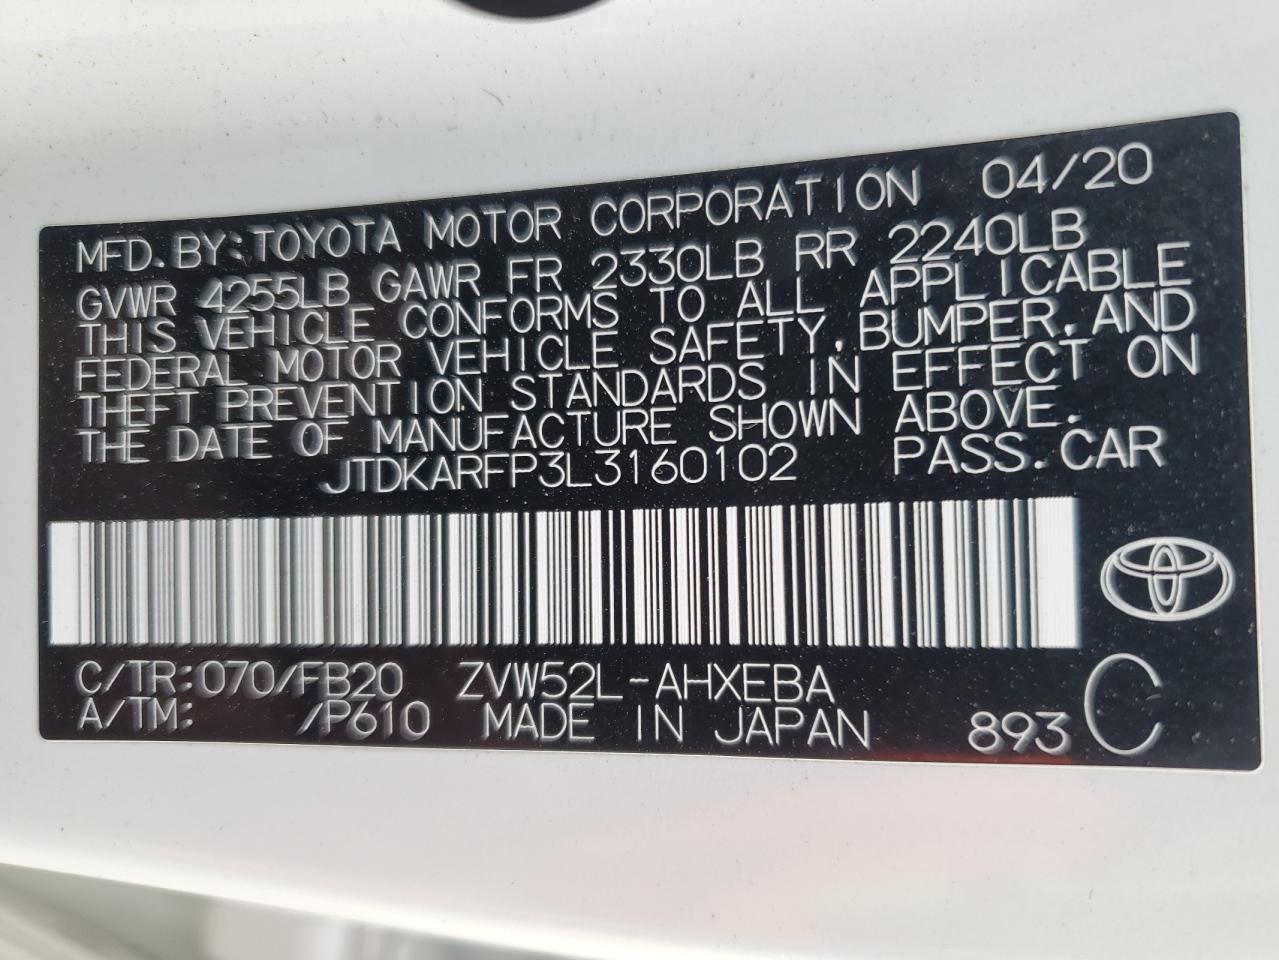 MFD. BY: TOYOTA MOTOR CORPORATION 04/20
GVWR 4255LB GAWR FR 2330LB RR 2240LB
THIS VEHICLE CONFORMS TO ALL APPLICABLE
FEDERAL MOTOR VEHICLE SAFETY, BUMPER, AND
THEFT PREVENTION STANDARDS IN EFFECT ON
THE DATE OF MANUFACTURE SHOWN ABOVE.
JTDKARFP3L3160102 PASS. CAR
C/TR: 070/FB20 ZVW52L-AHXEBA
A/TM: /P610 MADE IN JAPAN 893 C